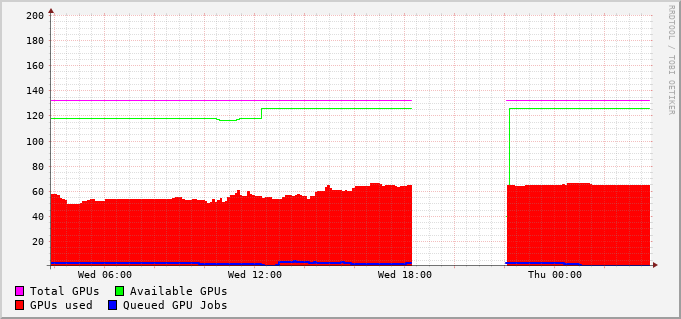 200
180
160
140
120
100
80
60
40
20
Wed 06:00 Wed 12:00 Wed 18:00 Thu 00:00
Total GPUs Available GPUs
GPUs used Queued GPU Jobs
RRDTOOL / TOBI OETIKER